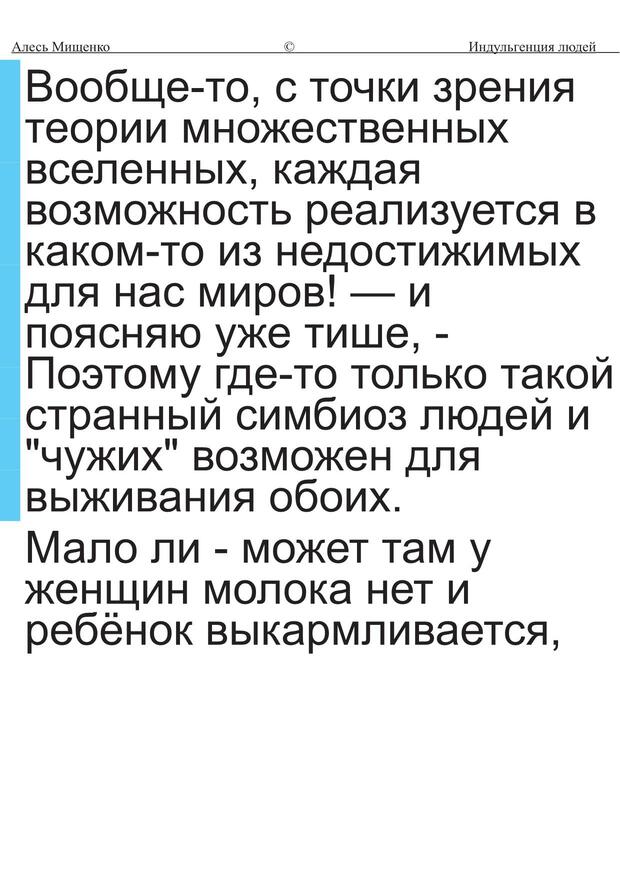 Алесь Мищенко © Индульгенция людей
Вообще-то, с точки зрения
теории множественных
вселенных, каждая
возможность реализуется в
каком-то из недостижимых
для нас миров! — и
поясняю уже тише, -
Поэтому где-то только такой
странный симбиоз людей и
"чужих" возможен для
выживания обоих.
Мало ли - может там у
женщин молока нет и
ребёнок выкармливается,